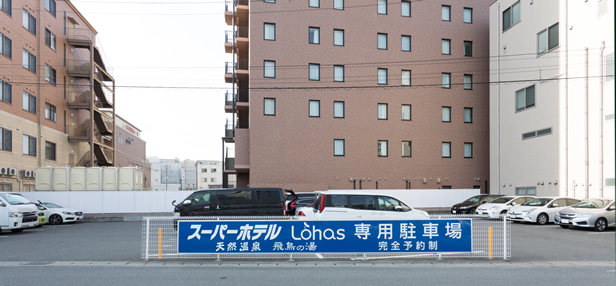 スーパーホテル Lohas 専用駐車場
天然温泉 飛鳥の湯 完全予約制